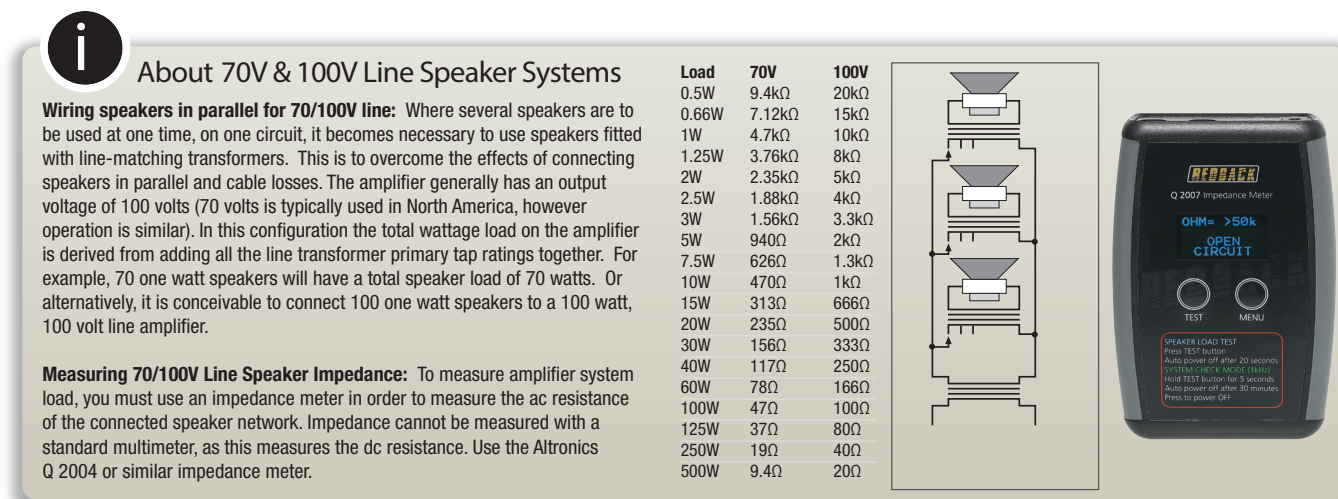 i
About 70V & 100V Line Speaker Systems
Wiring speakers in parallel for 70/100V line: Where several speakers are to
be used at one time, on one circuit, it becomes necessary to use speakers fitted
with line-matching transformers. This is to overcome the effects of connecting
speakers in parallel and cable losses. The amplifier generally has an output
voltage of 100 volts (70 volts is typically used in North America, however
operation is similar). In this configuration the total wattage load on the amplifier
is derived from adding all the line transformer primary tap ratings together. For
example, 70 one watt speakers will have a total speaker load of 70 watts. Or
alternatively, it is conceivable to connect 100 one watt speakers to a 100 watt,
100 volt line amplifier.
Measuring 70/100V Line Speaker Impedance: To measure amplifier system
load, you must use an impedance meter in order to measure the ac resistance
of the connected speaker network. Impedance cannot be measured with a
standard multimeter, as this measures the dc resistance. Use the Altronics
Q 2004 or similar impedance meter.
Load 70V 100V
0.5W 9.4kΩ 20kΩ
0.66W 7.12kΩ 15kΩ
1W 4.7kΩ 10kΩ
1.25W 3.76kΩ 8kΩ
2W 2.35kΩ 5kΩ
2.5W 1.88kΩ 4kΩ
3W 1.56kΩ 3.3kΩ
5W 940Ω 2kΩ
7.5W 626Ω 1.3kΩ
10W 470Ω 1kΩ
15W 313Ω 666Ω
20W 235Ω 500Ω
30W 156Ω 333Ω
40W 117Ω 250Ω
60W 78Ω 166Ω
100W 47Ω 100Ω
125W 37Ω 80Ω
250W 19Ω 40Ω
500W 9.4Ω 20Ω
REDBACK
Q 2007 Impedance Meter
OHM= >50k
OPEN
CIRCUIT
TEST MENU
SPEAKER LOAD TEST
Press TEST button
Auto power off after 20 seconds
SYSTEM CHECK MODE (1kHz)
Hold TEST button for 5 seconds
Auto power off after 30 minutes
Press to power OFF